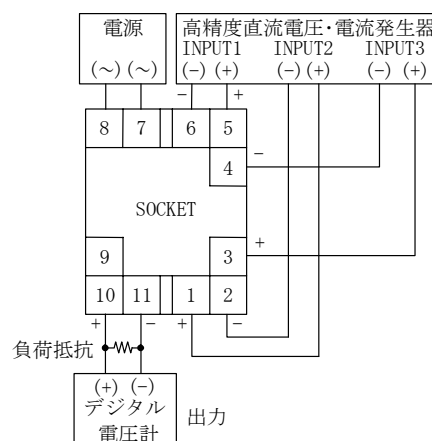 電源
高精度直流電圧・電流発生器
INPUT1 INPUT2 INPUT3
(～) (～) (−) (+) (−) (+) (−) (+)
− +
8 7 6 5
4 −
SOCKET
9 3 +
10 11 1 2
+ − + −
負荷抵抗
(+) (−)
デジタル
電圧計
出力